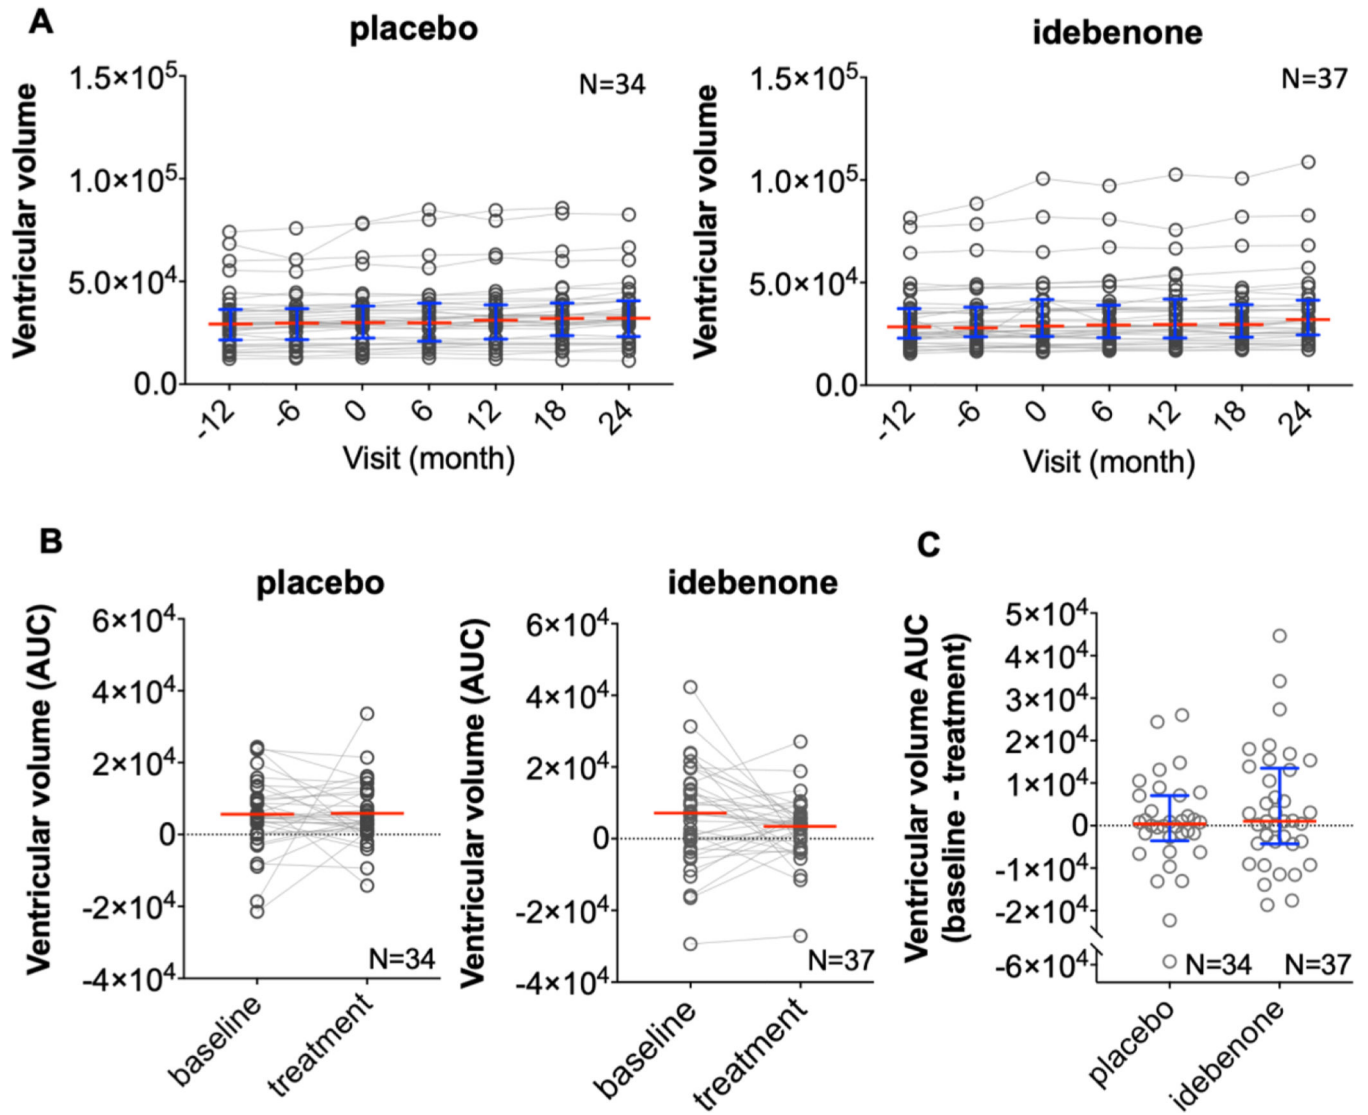 A
placebo
idebenone
Ventricular volume
1.5×10⁵
1.0×10⁵
5.0×10⁴
0.0
N=34
-12 -6 0 6 12 18 24
Visit (month)
Ventricular volume
1.5×10⁵
1.0×10⁵
5.0×10⁴
0.0
N=37
-12 -6 0 6 12 18 24
Visit (month)
B
placebo
Ventricular volume (AUC)
6×10⁴
4×10⁴
2×10⁴
0
-2×10⁴
-4×10⁴
N=34
baseline
treatment
idebenone
Ventricular volume (AUC)
6×10⁴
4×10⁴
2×10⁴
0
-2×10⁴
-4×10⁴
N=37
baseline
treatment
C
Ventricular volume AUC
(baseline - treatment)
5×10⁴
4×10⁴
3×10⁴
2×10⁴
1×10⁴
0
-1×10⁴
-2×10⁴
-6×10⁴
N=34
N=37
placebo
idebenone